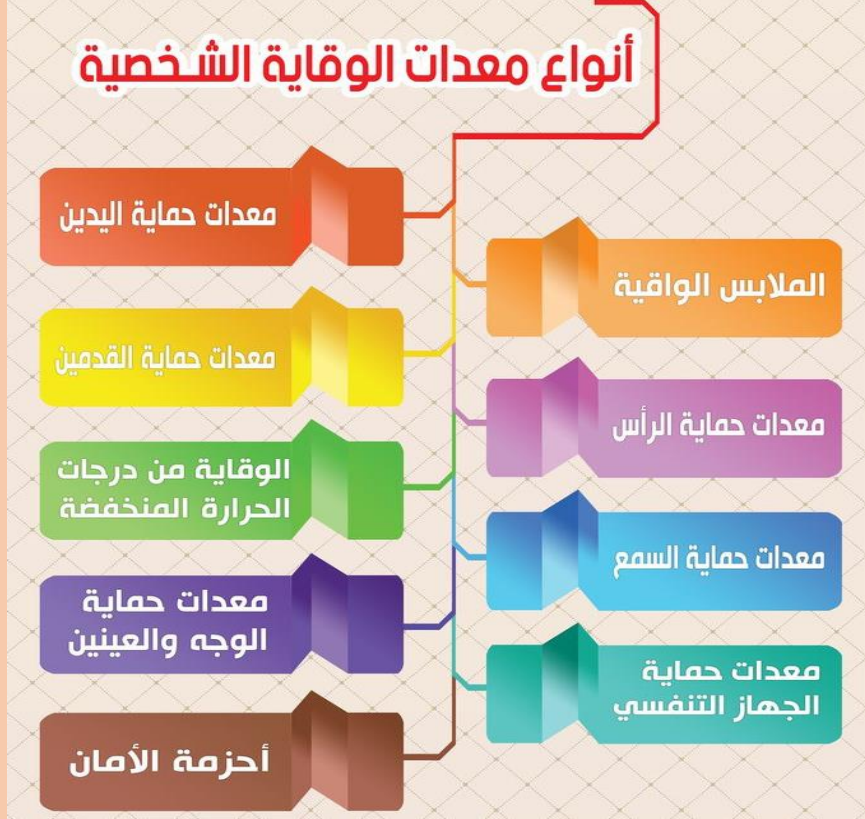 أنواع معدات الوقاية الشخصية
الملابس الواقية
معدات حماية الرأس
معدات حماية السمع
معدات حماية
الجهاز التنفسي
معدات حماية اليدين
معدات حماية القدمين
الوقاية من درجات
الحرارة المنخفضة
معدات حماية
الوجه والعينين
أحزمة الأمان